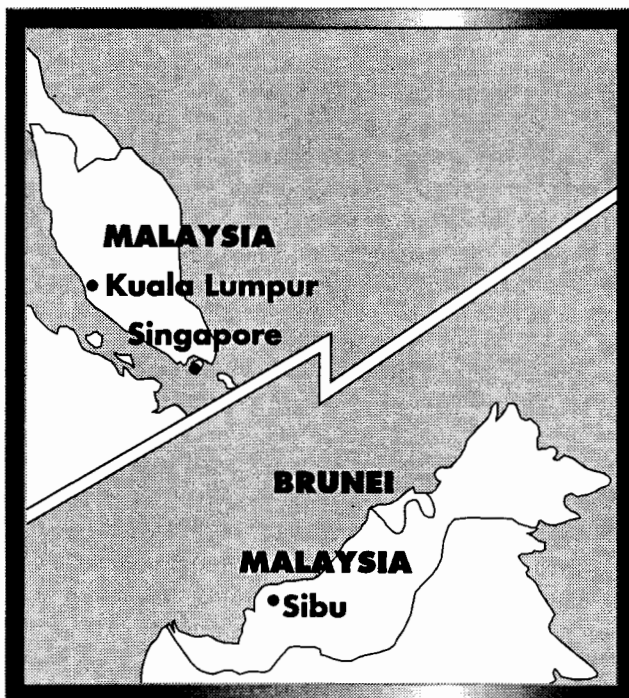 MALAYSIA
Kuala Lumpur
Singapore
BRUNEI
MALAYSIA
Sibu